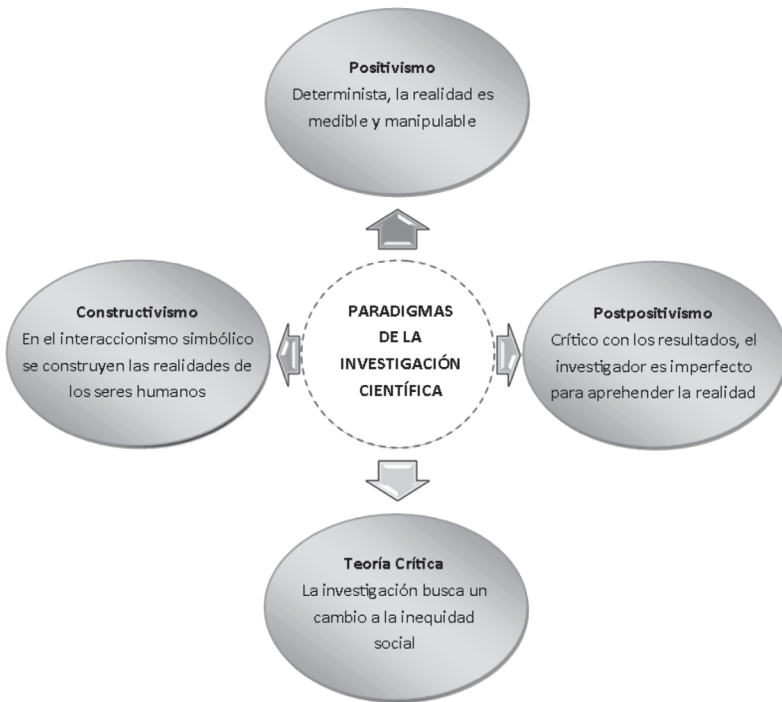 Positivismo
Determinista, la realidad es
medible y manipulable
Constructivismo
En el interaccionismo simbólico
se construyen las realidades de
los seres humanos
PARADIGMAS
DE LA
INVESTIGACIÓN
CIENTÍFICA
Postpositivismo
Crítico con los resultados, el
investigador es imperfecto
para aprehender la realidad
Teoría Crítica
La investigación busca un
cambio a la inequidad
social